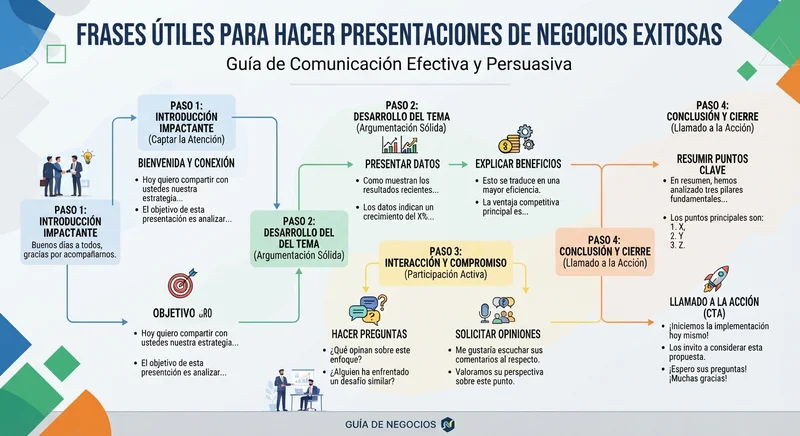 FRASES ÚTILES PARA HACER PRESENTACIONES DE NEGOCIOS EXITOSAS
Guía de Comunicación Efectiva y Persuasiva
PASO 1:
INTRODUCCIÓN
IMPACTANTE
Buenos días a todos,
gracias por acompañarnos.
PASO 1:
INTRODUCCIÓN
IMPACTANTE
(Captar la Atención)
BIENVENIDA Y CONEXIÓN
• Hoy quiero compartir con
ustedes nuestra
estrategia...
• El objetivo de esta
presentación es analizar...
OBJETIVO
• Hoy quiero compartir con
ustedes nuestra estrategia...
• El objetivo de esta
presentción es analizar...
PASO 2:
DESARROLLO DEL
DEL TEMA
(Argumentación Sólida)
PASO 2:
DESARROLLO DEL TEMA
(Argumentación Sólida)
PRESENTAR DATOS
• Como muestran los
resultados recientes...
• Los datos indican un
crecimiento del X%...
EXPLICAR BENEFICIOS
• Esto se traduce en una
mayor eficiencia.
• La ventaja competitiva
principal es...
PASO 3:
INTERACCIÓN Y COMPROMISO
(Participación Activa)
HACER PREGUNTAS
• ¿Qué opinan sobre este
enfoque?
• ¿Alguien ha enfrentado
un desafío similar?
SOLICITAR OPINIONES
• Me gustaría escuchar sus
comentarios al respecto.
• Valoramos su perspectiva
sobre este punto.
PASO 4:
CONCLUSIÓN Y CIERRE
(Llamado a la Acción)
PASO 4:
CONCLUSIÓN Y CIERRE
(Llamado a la Acción)
RESUMIR PUNTOS
CLAVE
• En resumen, hemos
analizado tres pilares
fundamentales...
• Los puntos principales son:
1. X,
2. Y
3. Z.
LLAMADO A LA ACCIÓN
(CTA)
• ¡Iniciemos la implementación
hoy mismo!
• Los invito a considerar esta
propuesta.
• ¡Espero sus preguntas!
¡Muchas gracias!
GUÍA DE NEGOCIOS